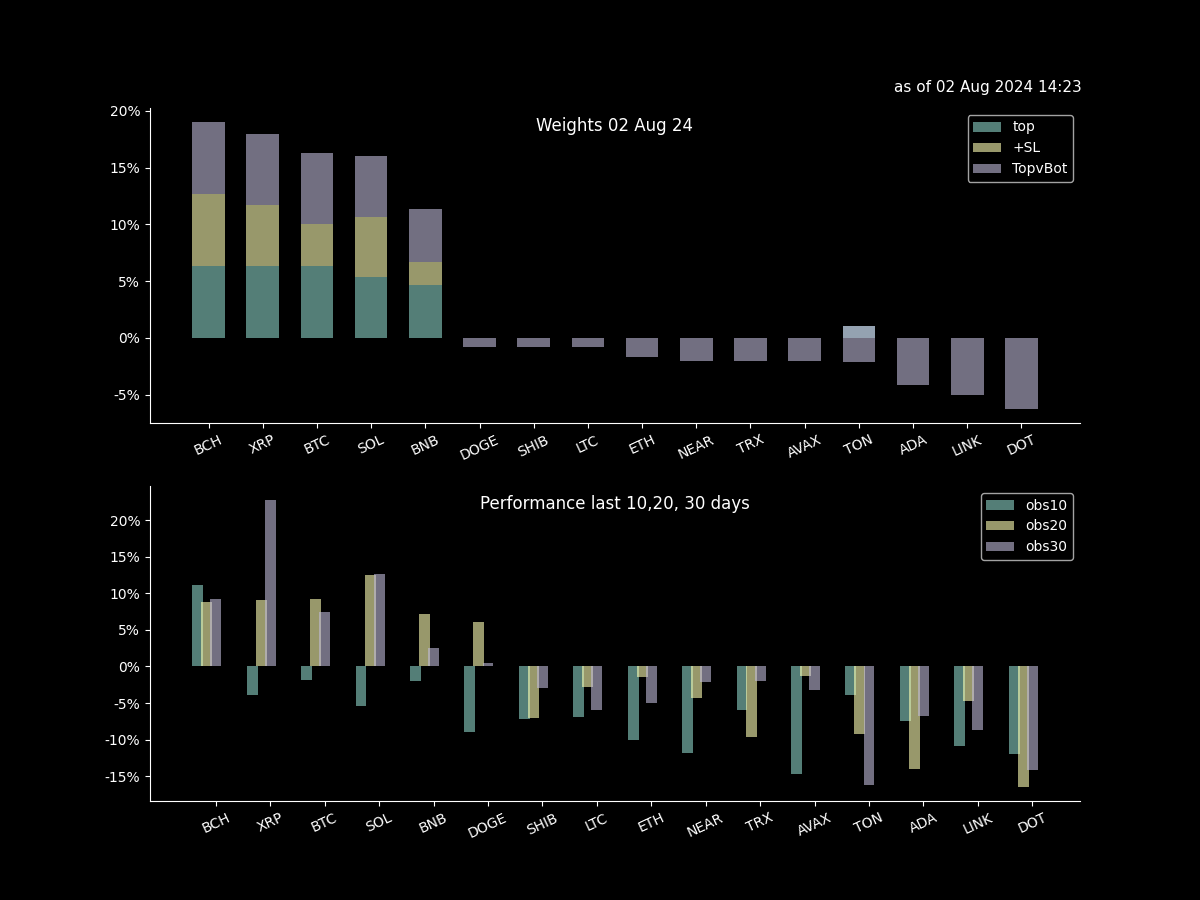 as of 02 Aug 2024 14:23
Weights 02 Aug 24
top
+SL
TopvBot
20%
15%
10%
5%
0%
-5%
BCH XRP BTC SOL BNB DOGE SHIB LTC ETH NEAR TRX AVAX TON ADA LINK DOT
Performance last 10,20, 30 days
obs10
obs20
obs30
20%
15%
10%
5%
0%
-5%
-10%
-15%
BCH XRP BTC SOL BNB DOGE SHIB LTC ETH NEAR TRX AVAX TON ADA LINK DOT